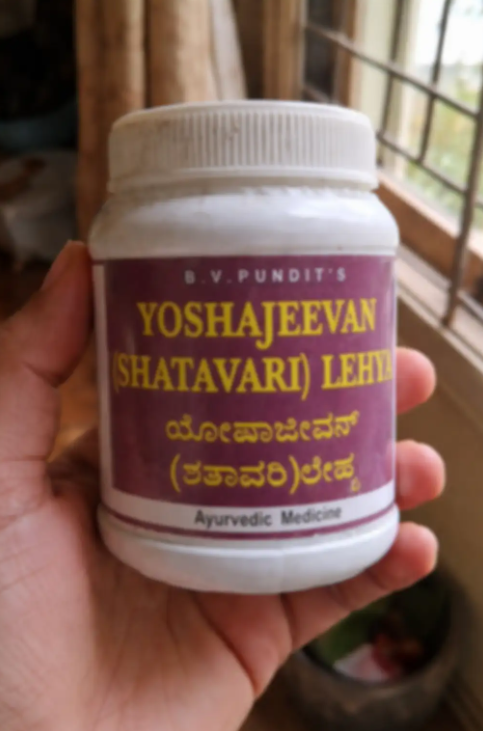 B.V.PUNDIT'S
YOSHAJEEVAN
(SHATAVARI) LEHYA
ಯೋಷಾಜೀವನ್
(ಶತಾವರಿ)ಲೇಹ್ಯ
Ayurvedic Medicine